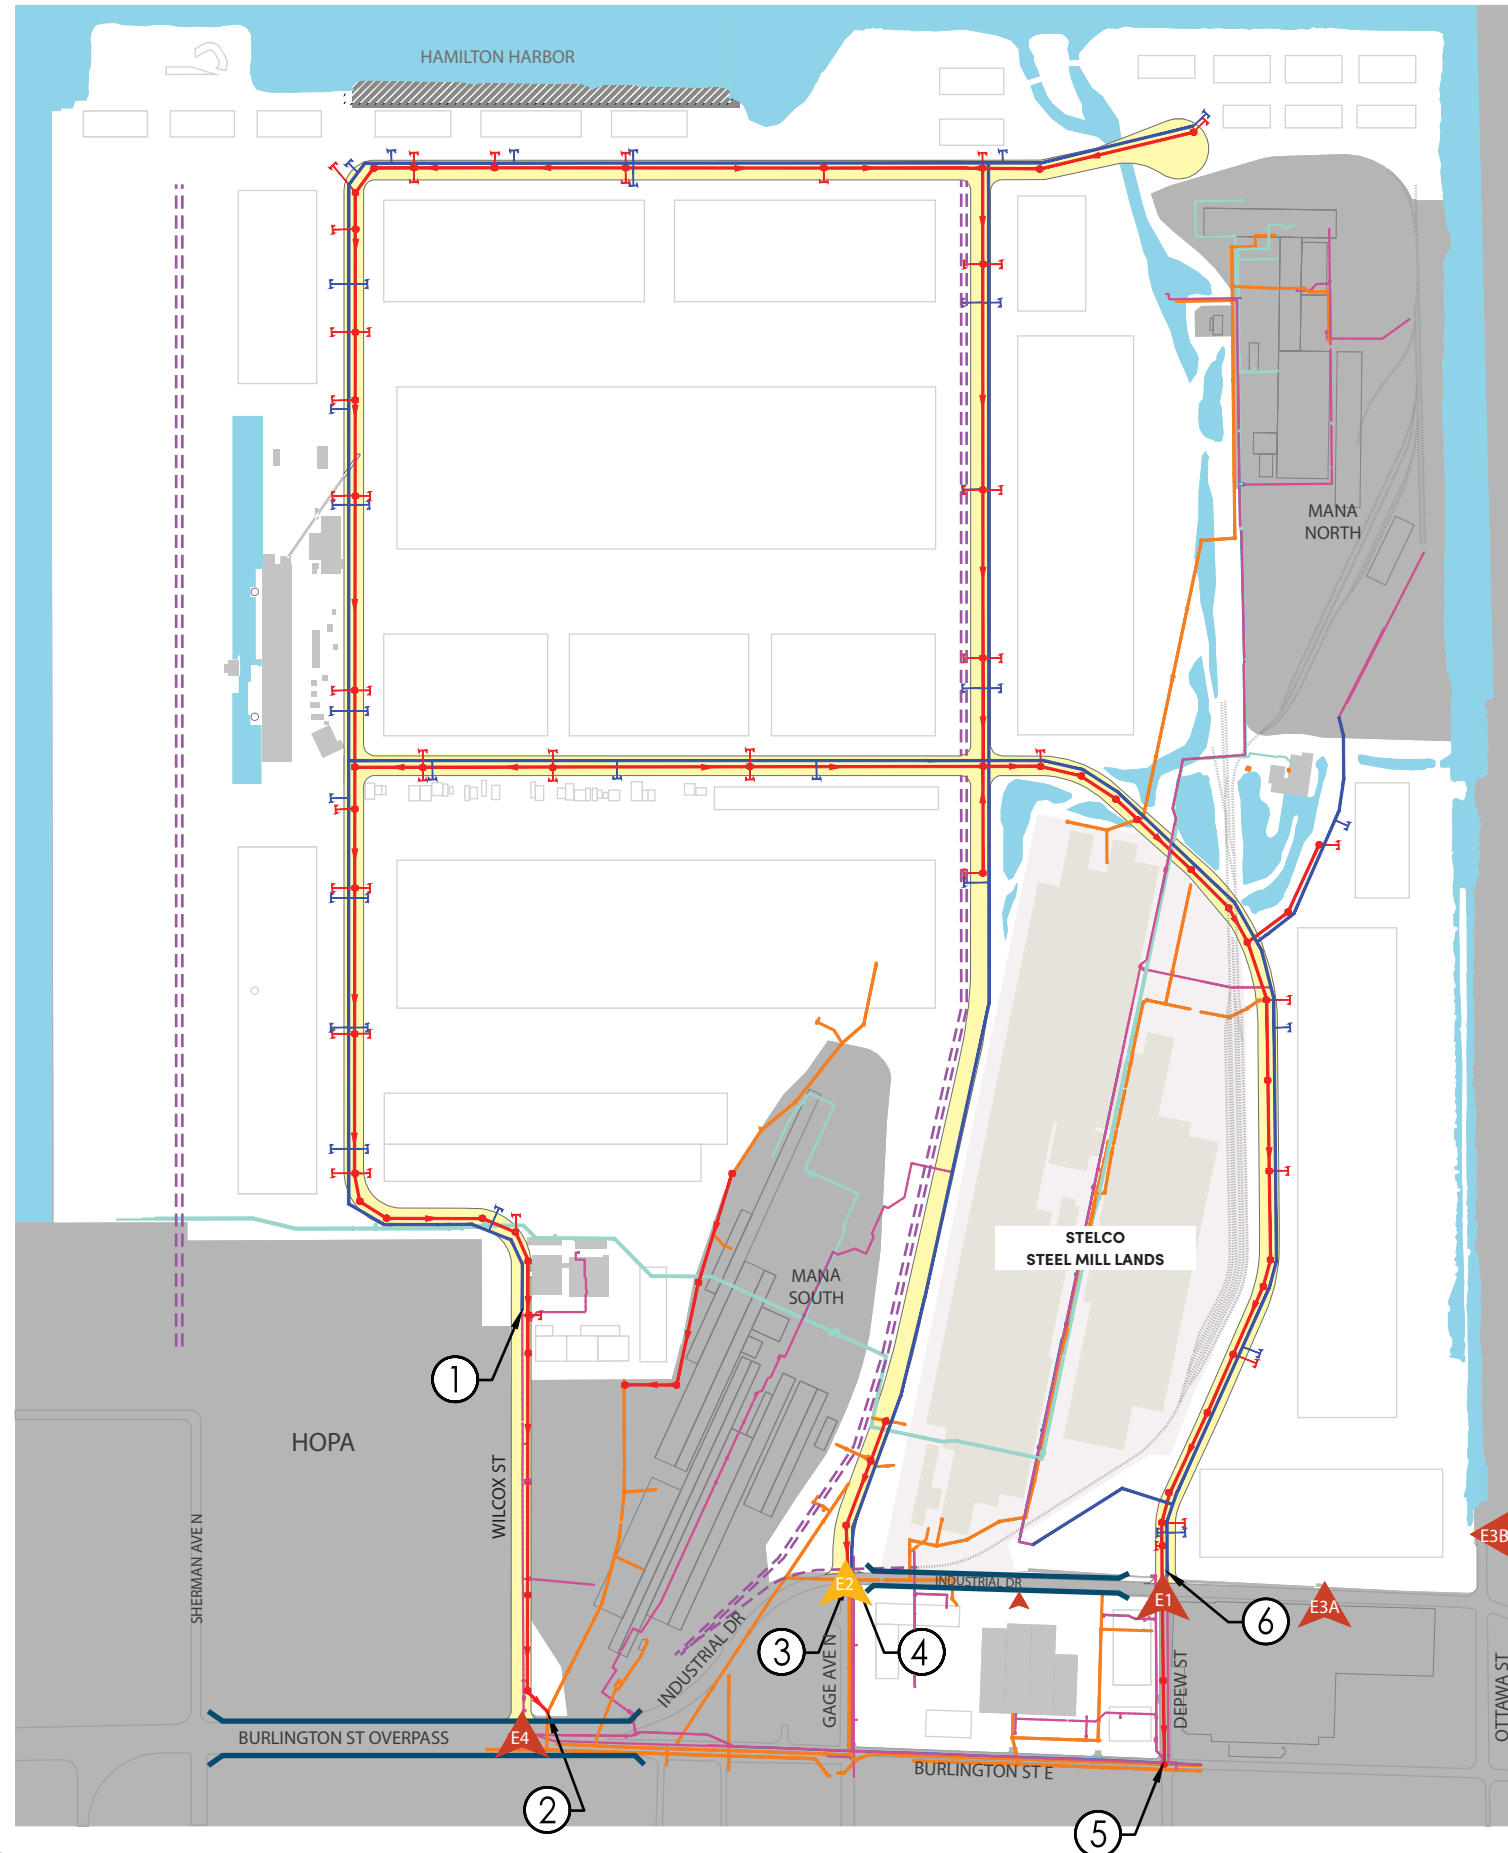 HAMILTON HARBOR
MANA
NORTH
STELCO
STEEL MILL LANDS
MANA
SOUTH
1
HOPA
WILCOX ST
SHERMAN AVE N
E3B
E2
INDUSTRIAL DR
E1
E3A
6
3
4
INDUSTRIAL DR
GAGE AVE N
DEPEW ST
OTTAWA ST
BURLINGTON ST OVERPASS
E4
BURLINGTON ST E
2
5